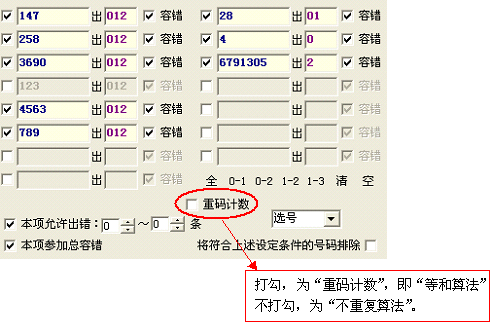 147 出 012 容错 28 出 01 容错
258 出 012 容错 4 出 0 容错
3690 出 012 容错 6791305 出 2 容错
123 出 012 容错 出 容错
4563 出 012 容错 出 容错
789 出 012 容错 出 容错
出 容错 出 容错
全 0-1 0-2 1-2 1-3 清 空
重码计数
本项允许出错:0 ～ 0 条 选号
本项参加总容错 将符合上述设定条件的号码排除
打勾，为“重码计数”，即“等和算法”
不打勾，为“不重复算法”。